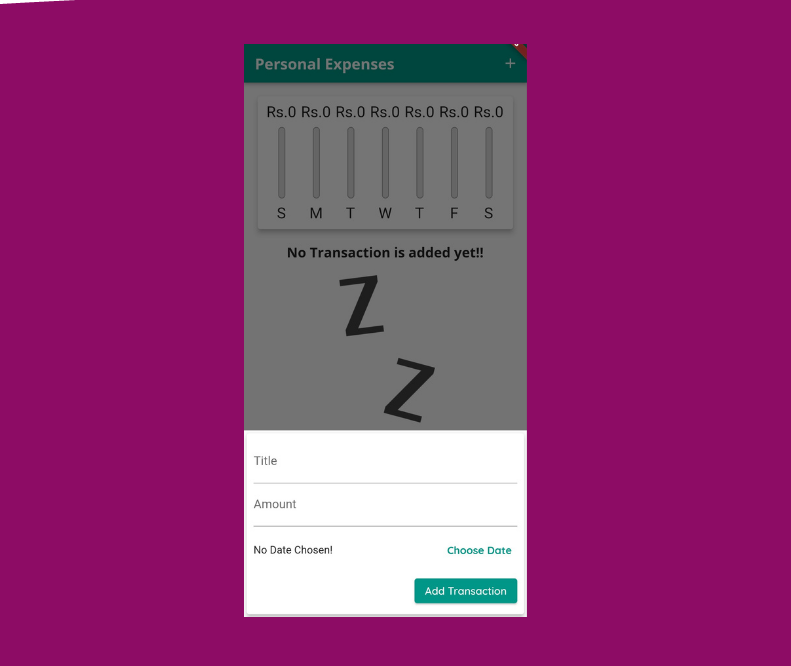 Personal Expenses +
Rs.0 Rs.0 Rs.0 Rs.0 Rs.0 Rs.0 Rs.0
S M T W T F S
No Transaction is added yet!!
Z
Z
Title
Amount
No Date Chosen! Choose Date
Add Transaction